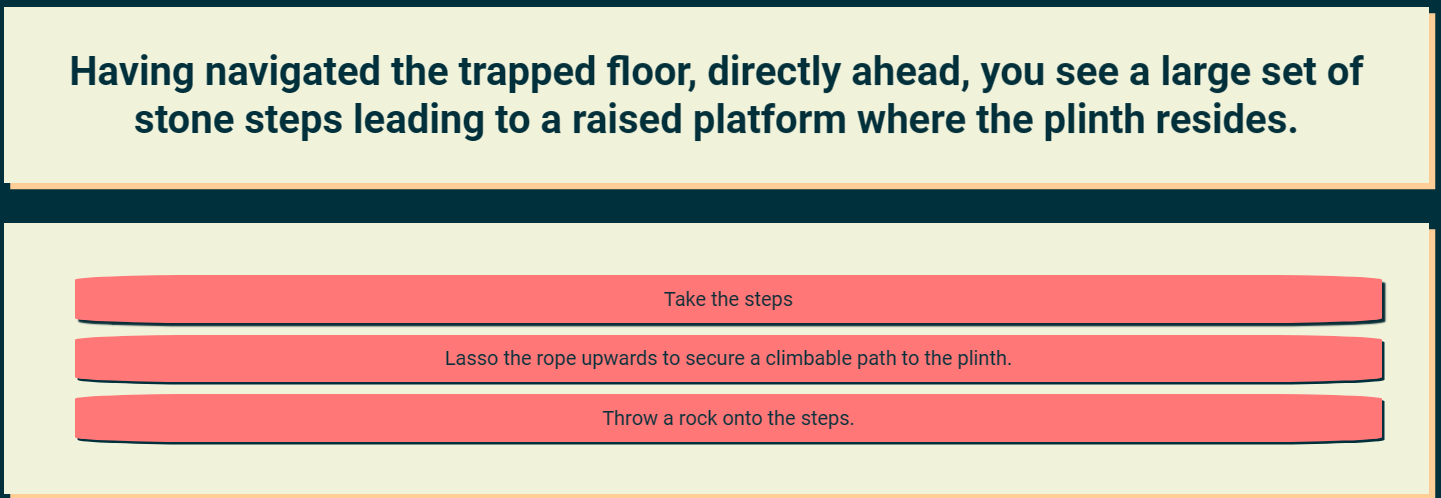 Having navigated the trapped floor, directly ahead, you see a large set of
stone steps leading to a raised platform where the plinth resides.
Take the steps
Lasso the rope upwards to secure a climbable path to the plinth.
Throw a rock onto the steps.